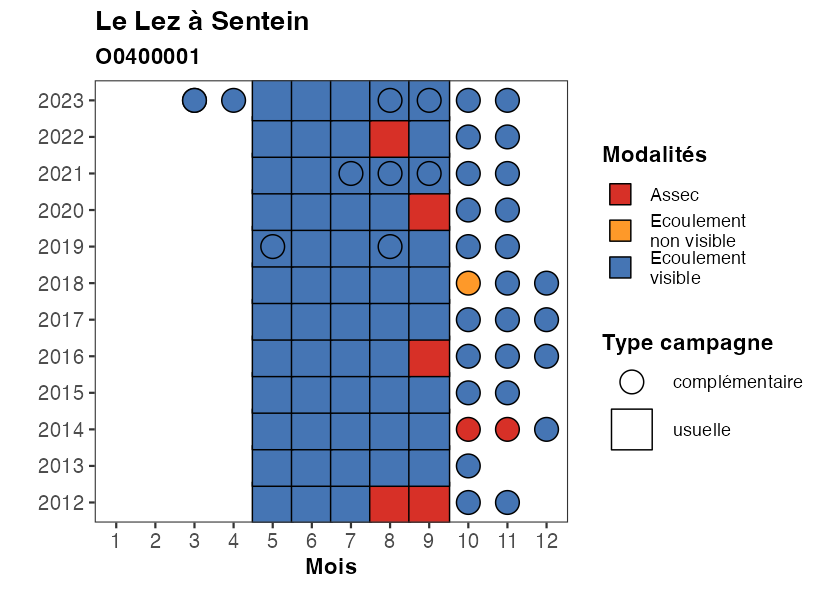 Le Lez à Sentein
O0400001
2023
2022
2021
2020
2019
2018
2017
2016
2015
2014
2013
2012
1 2 3 4 5 6 7 8 9 10 11 12
Mois
Modalités
Assec
Ecoulement
non visible
Ecoulement
visible
Type campagne
complémentaire
usuelle